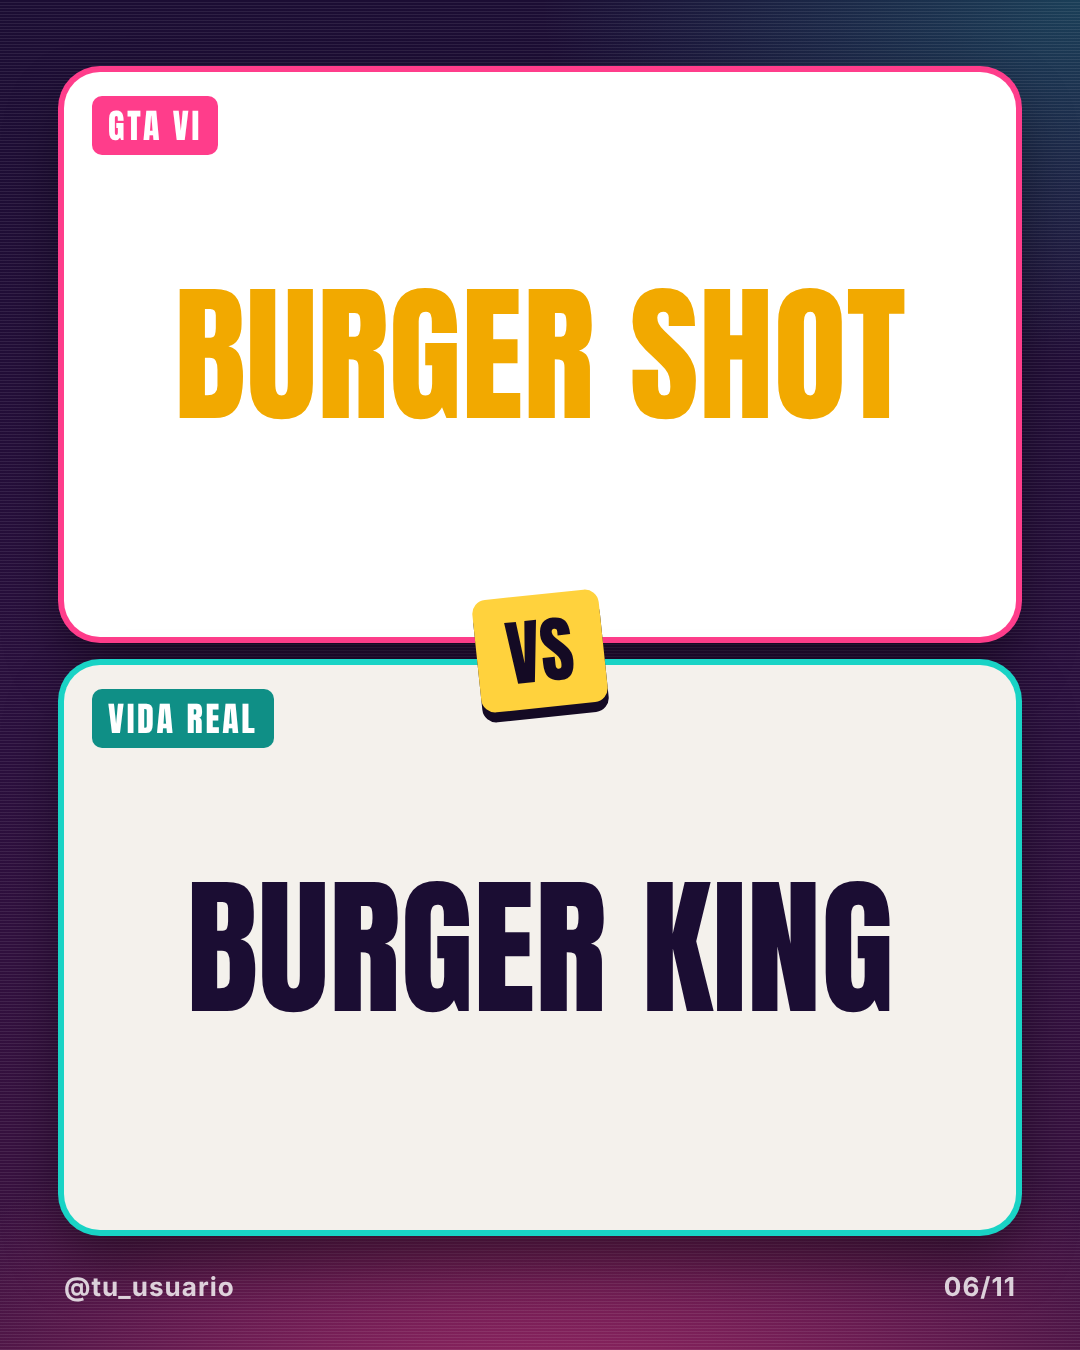 GTA VI
BURGER SHOT
VS
VIDA REAL
BURGER KING
@tu_usuario
06/11